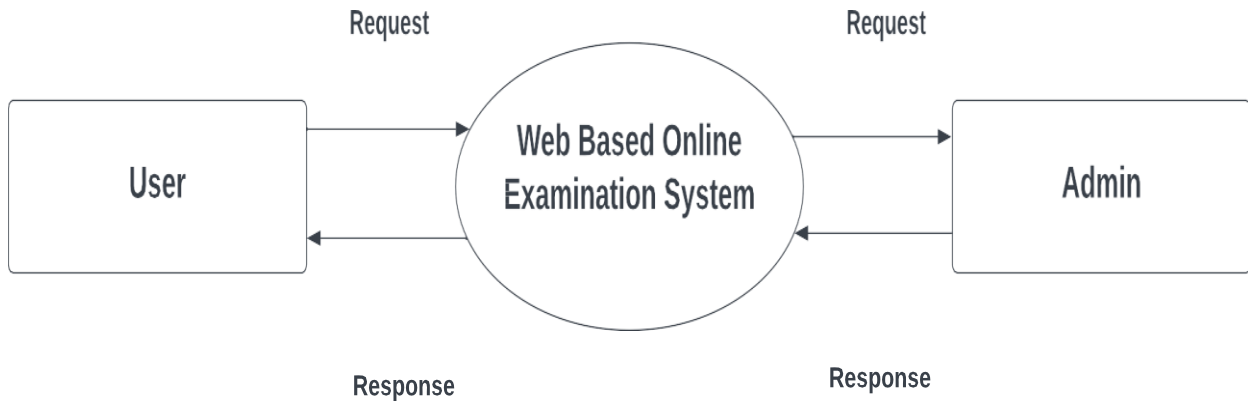 Request
Request
User
Web Based Online
Examination System
Admin
Response
Response